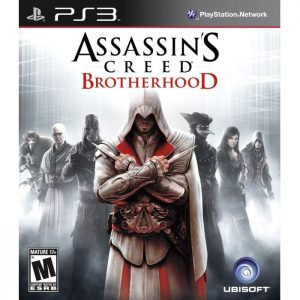 PS3
PlayStation Network
ASSASSIN'S
CREED
BROTHERHOOD
MATURE 17+
M
ESRB
UBISOFT